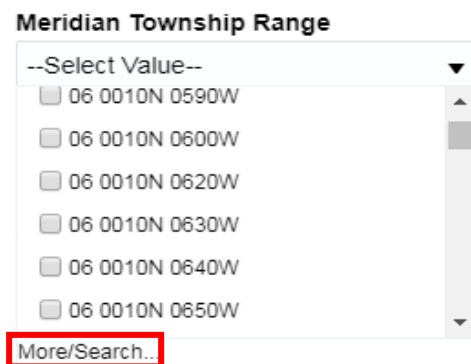 Meridian Township Range
--Select Value--
06 0010N 0590W
06 0010N 0600W
06 0010N 0620W
06 0010N 0630W
06 0010N 0640W
06 0010N 0650W
More/Search...